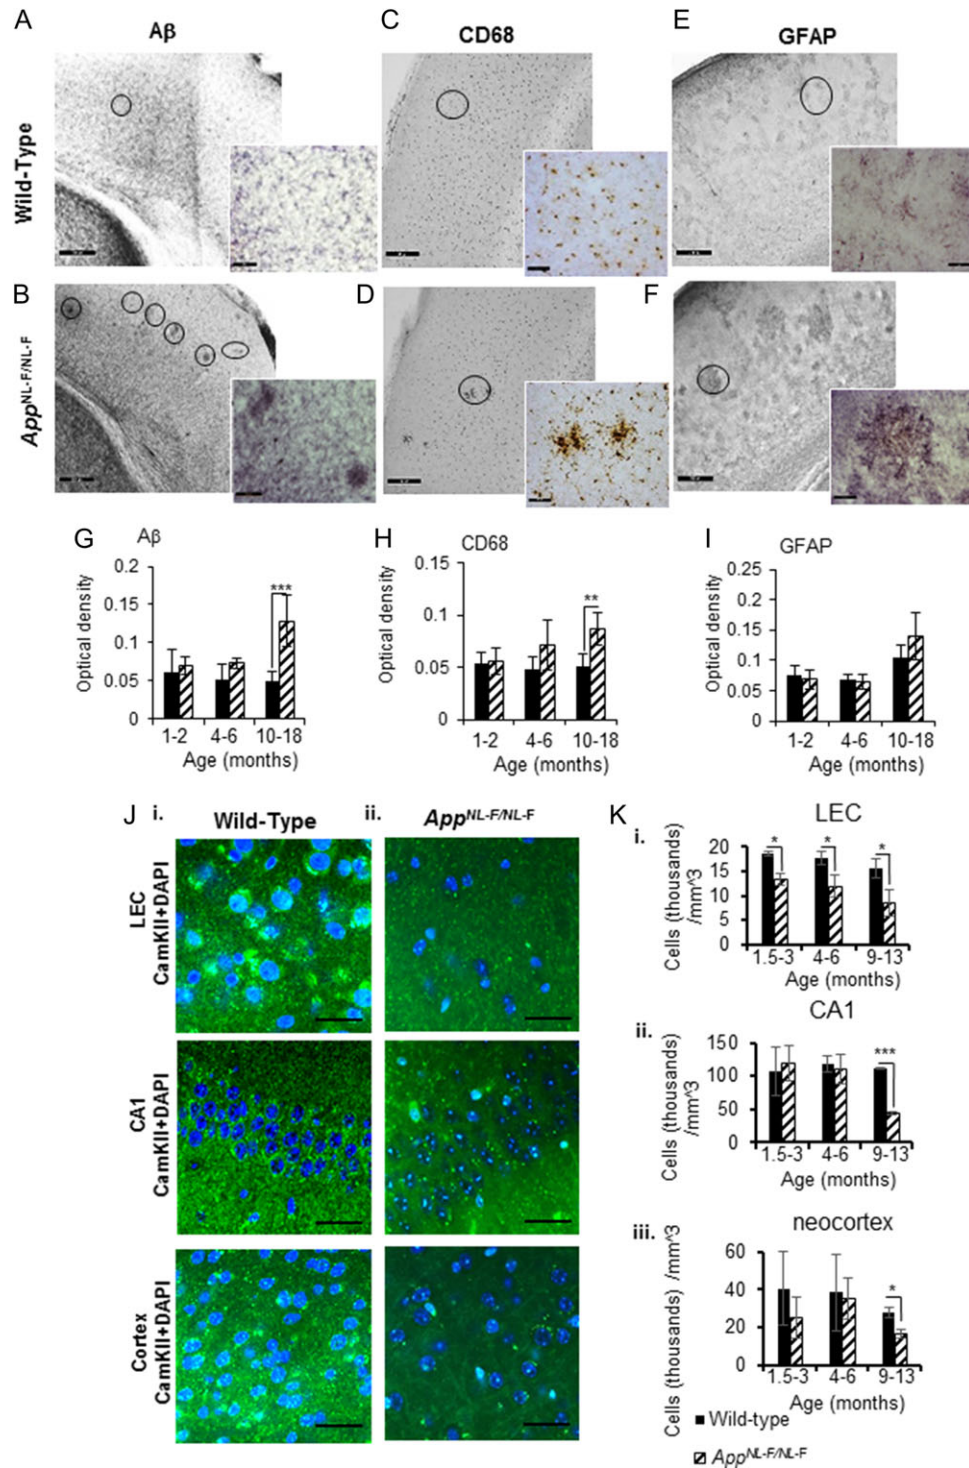 A
Aβ
C
CD68
E
GFAP
Wild-Type
B
D
F
App^NL-F/NL-F
G
Aβ
Optical density
0.2
0.15
0.1
0.05
0
***
1-2
4-6
10-18
Age (months)
H
CD68
Optical density
0.15
0.1
0.05
0
**
1-2
4-6
10-18
Age (months)
I
GFAP
Optical density
0.25
0.2
0.15
0.1
0.05
0
1-2
4-6
10-18
Age (months)
J
i.
Wild-Type
ii.
App^NL-F/NL-F
LEC
CamKII+DAPI
CA1
CamKII+DAPI
Cortex
CamKII+DAPI
K
LEC
i.
Cells (thousands)
/mm^3
20
15
10
5
0
*
*
*
1.5-3
4-6
9-13
Age (months)
CA1
ii.
Cells (thousands)
/mm^3
150
100
50
0
***
1.5-3
4-6
9-13
Age (months)
neocortex
iii.
Cells (thousands) /mm^3
60
40
20
0
*
1.5-3
4-6
9-13
Age (months)
Wild-type
App^NL-F/NL-F